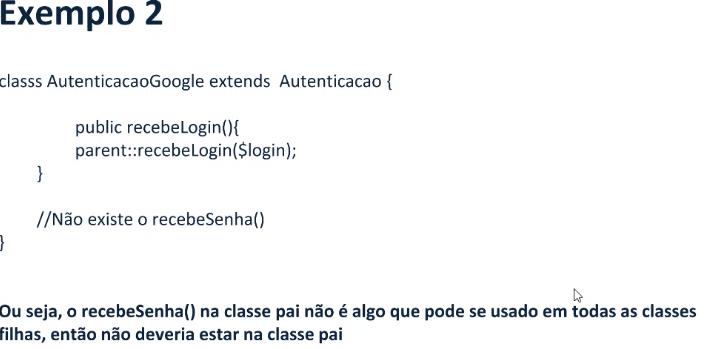 Exemplo 2
classs AutenticacaoGoogle extends Autenticacao {
public recebeLogin(){
parent::recebeLogin($login);
}
//Não existe o recebeSenha()
}
Ou seja, o recebeSenha() na classe pai não é algo que pode se usado em todas as classes
filhas, então não deveria estar na classe pai